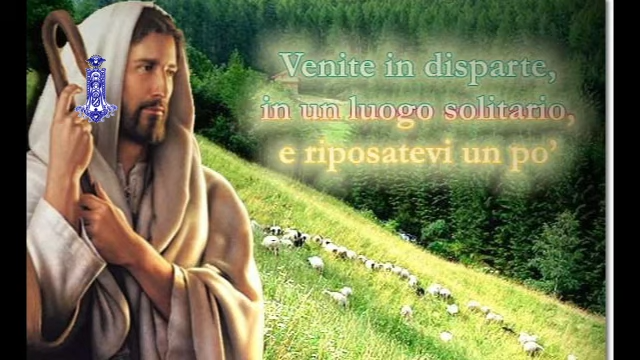 Venite in disparte,
in un luogo solitario,
e riposatevi un po'